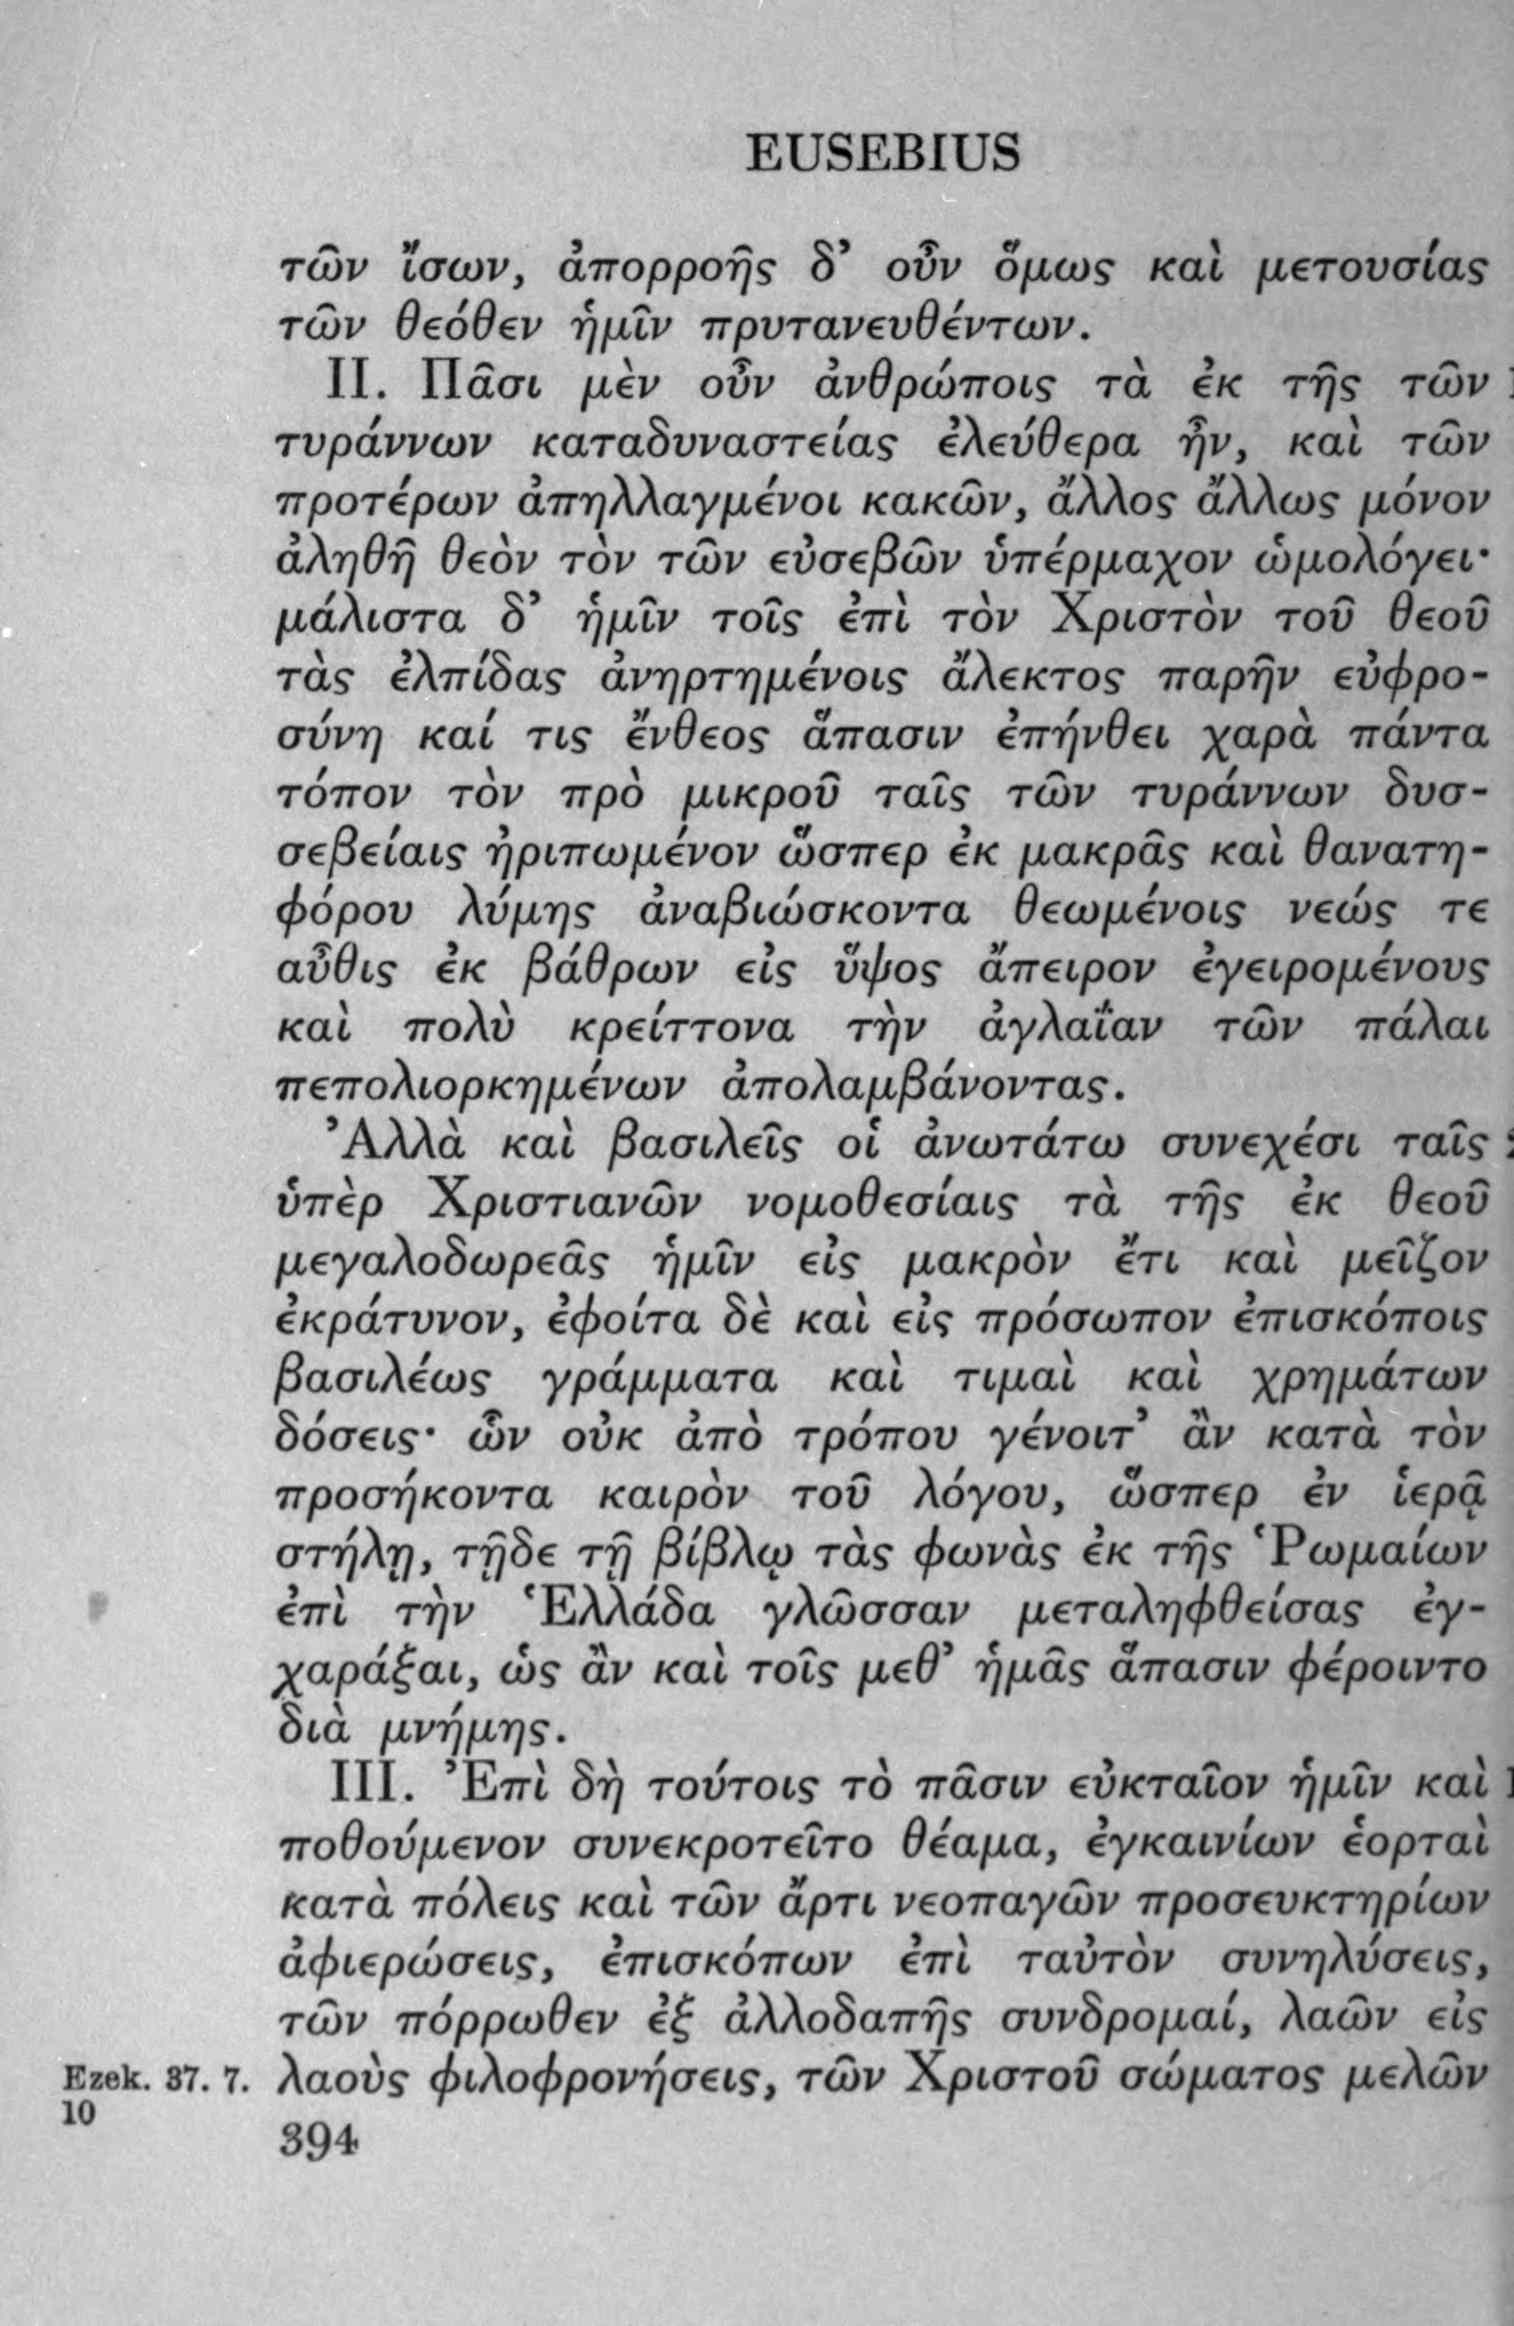 EUSEBIUS
τῶν ἴσων, ἀπορροῆς δ’ οὖν ὅμως καὶ μετουσίας
τῶν θεόθεν ἡμῖν πρυτανευθέντων.
II. Πᾶσι μὲν οὖν ἀνθρώποις τὰ ἐκ τῆς τῶν
τυράννων καταδυναστείας ἐλεύθερα ἦν, καὶ τῶν
προτέρων ἀπηλλαγμένοι κακῶν, ἄλλος ἄλλως μόνον
ἀληθῆ θεὸν τὸν τῶν εὐσεβῶν ὑπέρμαχον ὡμολόγει·
μάλιστα δ’ ἡμῖν τοῖς ἐπὶ τὸν Χριστὸν τοῦ θεοῦ
τὰς ἐλπίδας ἀνηρτημένοις ἄλεκτος παρῆν εὐφρο-
σύνη καί τις ἔνθεος ἅπασιν ἐπήνθει χαρὰ πάντα
τόπον τὸν πρὸ μικροῦ ταῖς τῶν τυράννων δυσ-
σεβείαις ἠριπωμένον ὥσπερ ἐκ μακρᾶς καὶ θανατη-
φόρου λύμης ἀναβιώσκοντα θεωμένοις νεώς τε
αὖθις ἐκ βάθρων εἰς ὕψος ἄπειρον ἐγειρομένους
καὶ πολὺ κρείττονα τὴν ἀγλαΐαν τῶν πάλαι
πεπολιορκημένων ἀπολαμβάνοντας.
Ἀλλὰ καὶ βασιλεῖς οἱ ἀνωτάτω συνεχέσι ταῖς
ὑπὲρ Χριστιανῶν νομοθεσίαις τὰ τῆς ἐκ θεοῦ
μεγαλοδωρεᾶς ἡμῖν εἰς μακρὸν ἔτι καὶ μεῖζον
ἐκράτυνον, ἐφοίτα δὲ καὶ εἰς πρόσωπον ἐπισκόποις
βασιλέως γράμματα καὶ τιμαὶ καὶ χρημάτων
δόσεις· ὧν οὐκ ἀπὸ τρόπου γένοιτ’ ἂν κατὰ τὸν
προσήκοντα καιρὸν τοῦ λόγου, ὥσπερ ἐν ἱερᾷ
στήλῃ, τῇδε τῇ βίβλῳ τὰς φωνὰς ἐκ τῆς Ῥωμαίων
ἐπὶ τὴν Ἑλλάδα γλῶσσαν μεταληφθείσας ἐγ-
χαράξαι, ὡς ἂν καὶ τοῖς μεθ’ ἡμᾶς ἅπασιν φέροιντο
διὰ μνήμης.
III. Ἐπὶ δὴ τούτοις τὸ πᾶσιν εὐκταῖον ἡμῖν καὶ
ποθούμενον συνεκροτεῖτο θέαμα, ἐγκαινίων ἑορταὶ
κατὰ πόλεις καὶ τῶν ἄρτι νεοπαγῶν προσευκτηρίων
ἀφιερώσεις, ἐπισκόπων ἐπὶ ταὐτὸν συνηλύσεις,
τῶν πόρρωθεν ἐξ ἀλλοδαπῆς συνδρομαί, λαῶν εἰς
Ezek. 37. 7. λαοὺς φιλοφρονήσεις, τῶν Χριστοῦ σώματος μελῶν
10
394